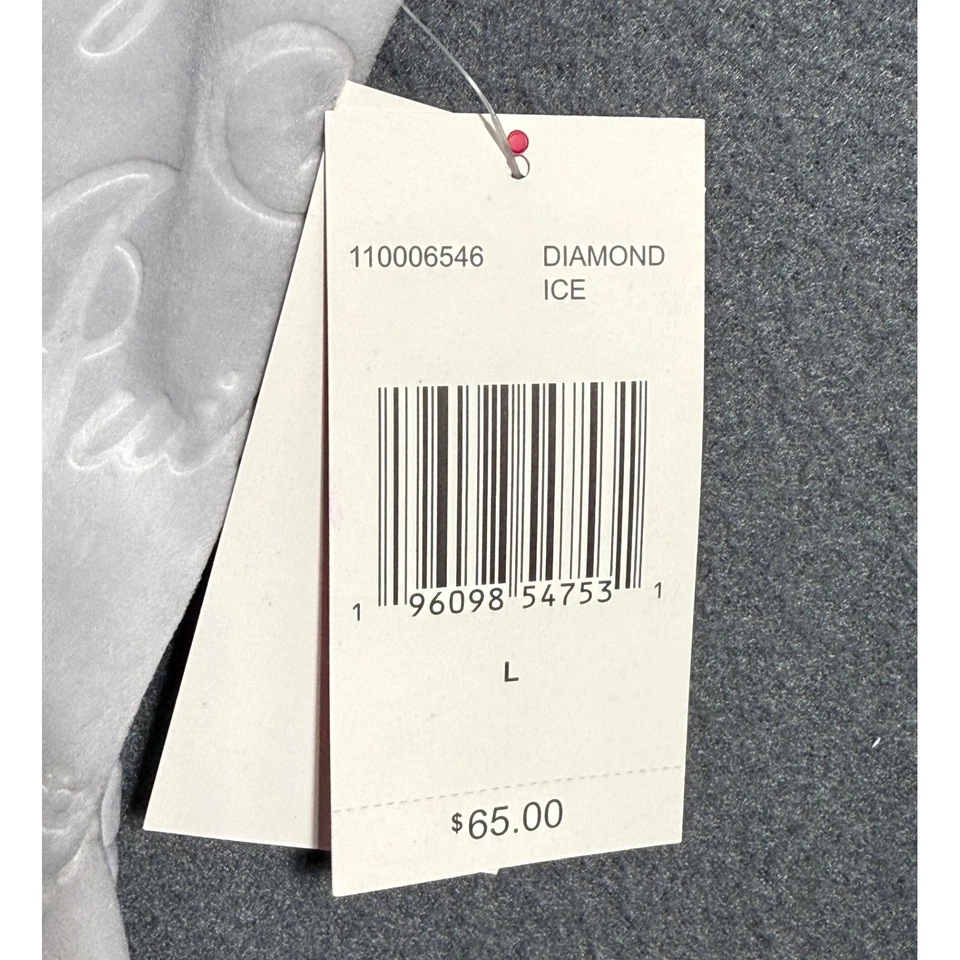 110006546 DIAMOND
ICE
1 96098 54753 1
L
$65.00